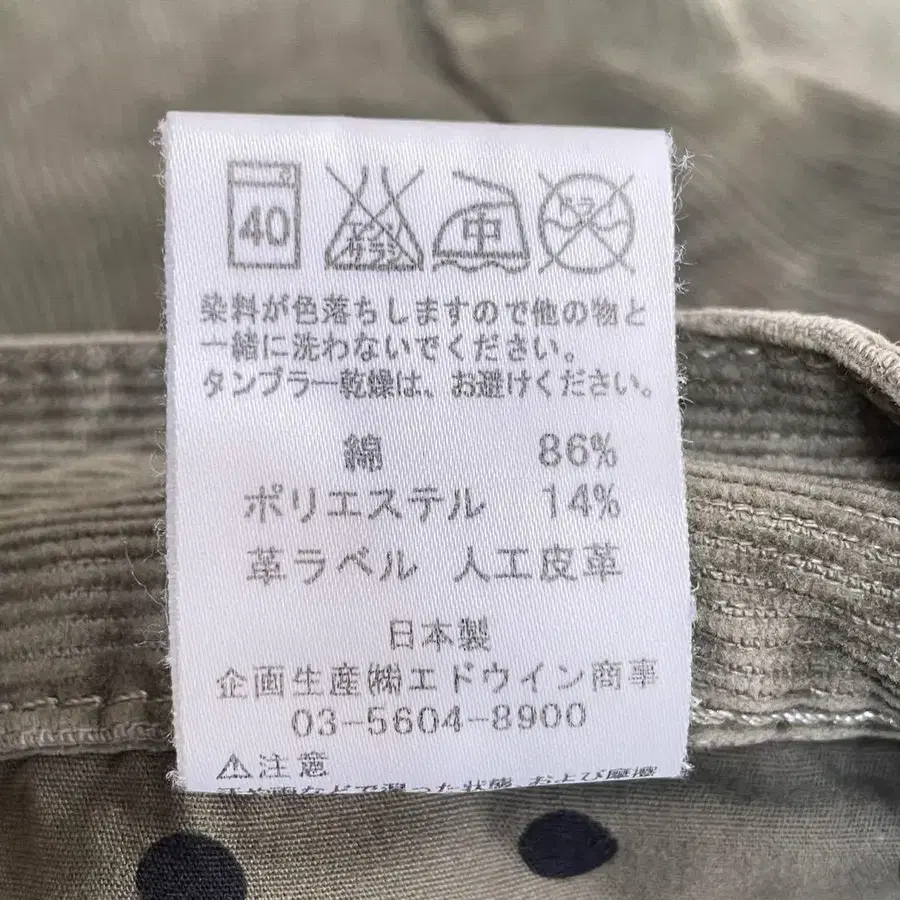 40
エンソ
サラシ
中
ドライ
染料が色落ちしますので他の物と
一緒に洗わないでください。
タンブラー乾燥は、お避けください。
綿 86%
ポリエステル 14%
革ラベル 人工皮革
日本製
企画生産㈱エドウイン商事
03-5604-8900
⚠注意